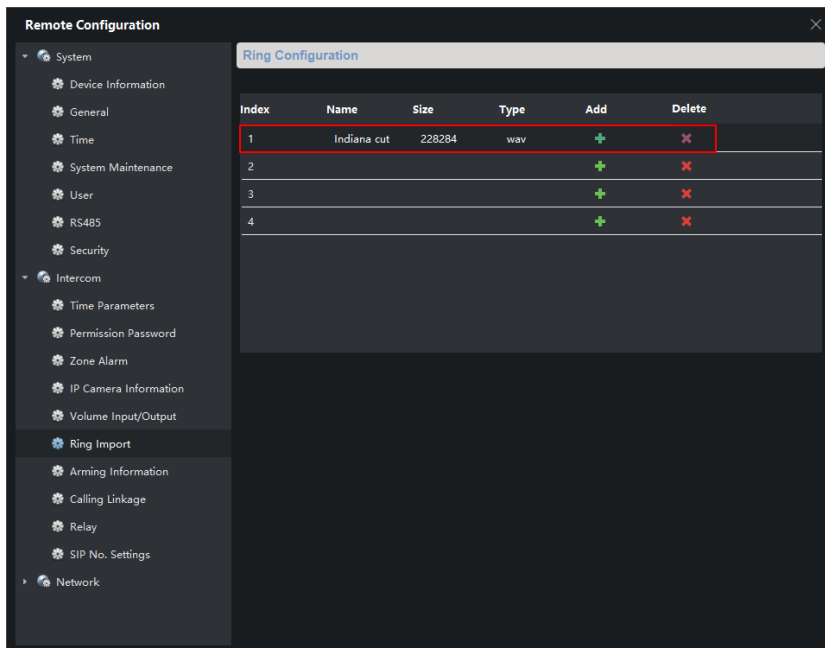 Remote Configuration
System
Device Information
General
Time
System Maintenance
User
RS485
Security
Intercom
Time Parameters
Permission Password
Zone Alarm
IP Camera Information
Volume Input/Output
Ring Import
Arming Information
Calling Linkage
Relay
SIP No. Settings
Network
Ring Configuration
Index Name Size Type Add Delete
1 Indiana cut 228284 wav
2
3
4